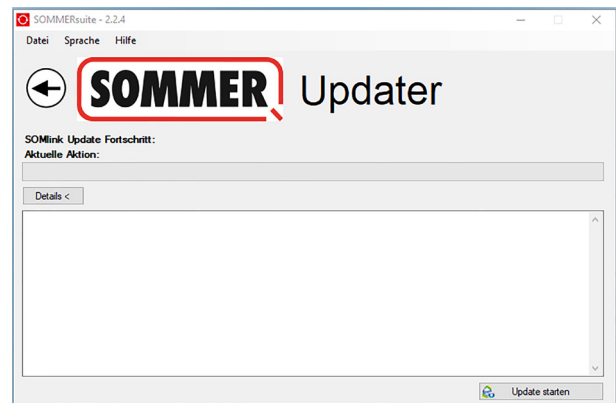 SOMMERsuite - 2.2.4
Datei Sprache Hilfe
SOMMER Updater
SOMlink Update Fortschritt:
Aktuelle Aktion:
Details <
Update starten